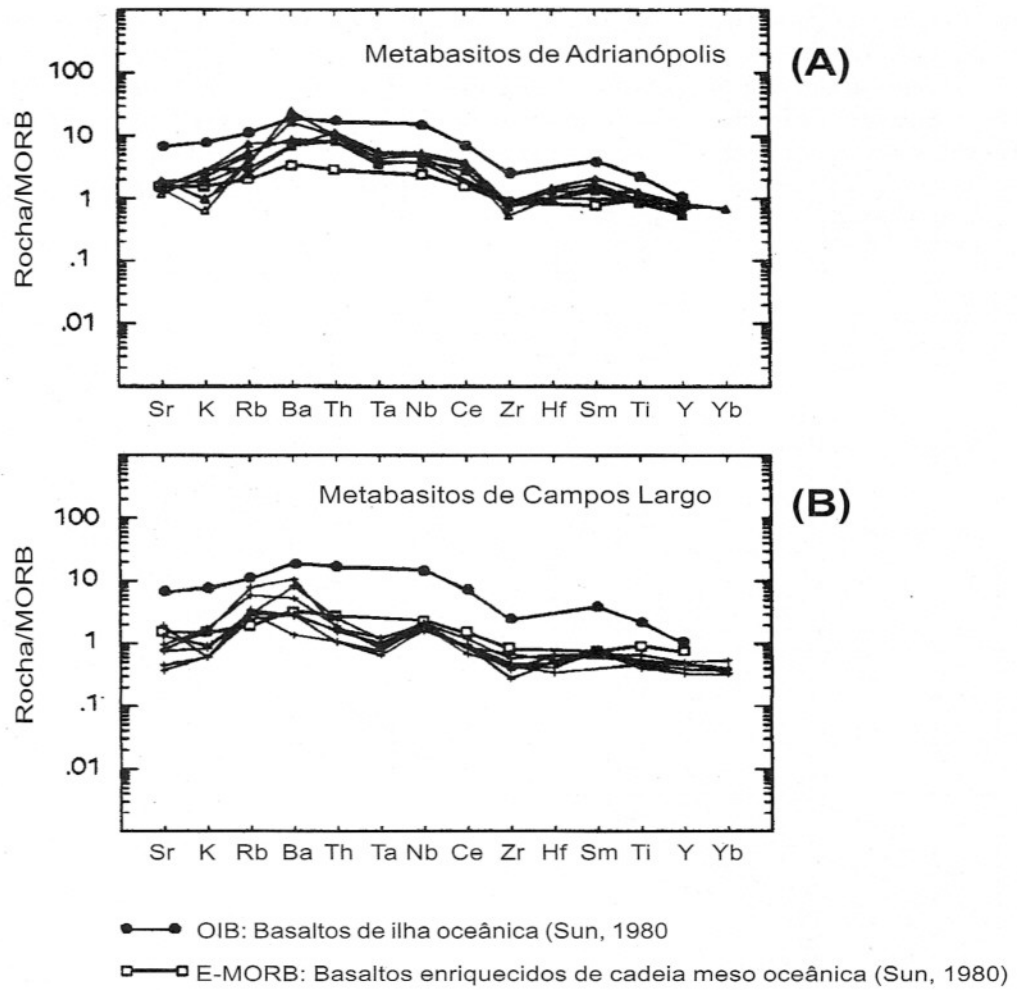 Metabasitos de Adrianópolis
(A)
Rocha/MORB
100
10
1
.1
.01
Sr K Rb Ba Th Ta Nb Ce Zr Hf Sm Ti Y Yb
Metabasitos de Campos Largo
(B)
Rocha/MORB
100
10
1
.1
.01
Sr K Rb Ba Th Ta Nb Ce Zr Hf Sm Ti Y Yb
OIB: Basaltos de ilha oceânica (Sun, 1980
E-MORB: Basaltos enriquecidos de cadeia meso oceânica (Sun, 1980)